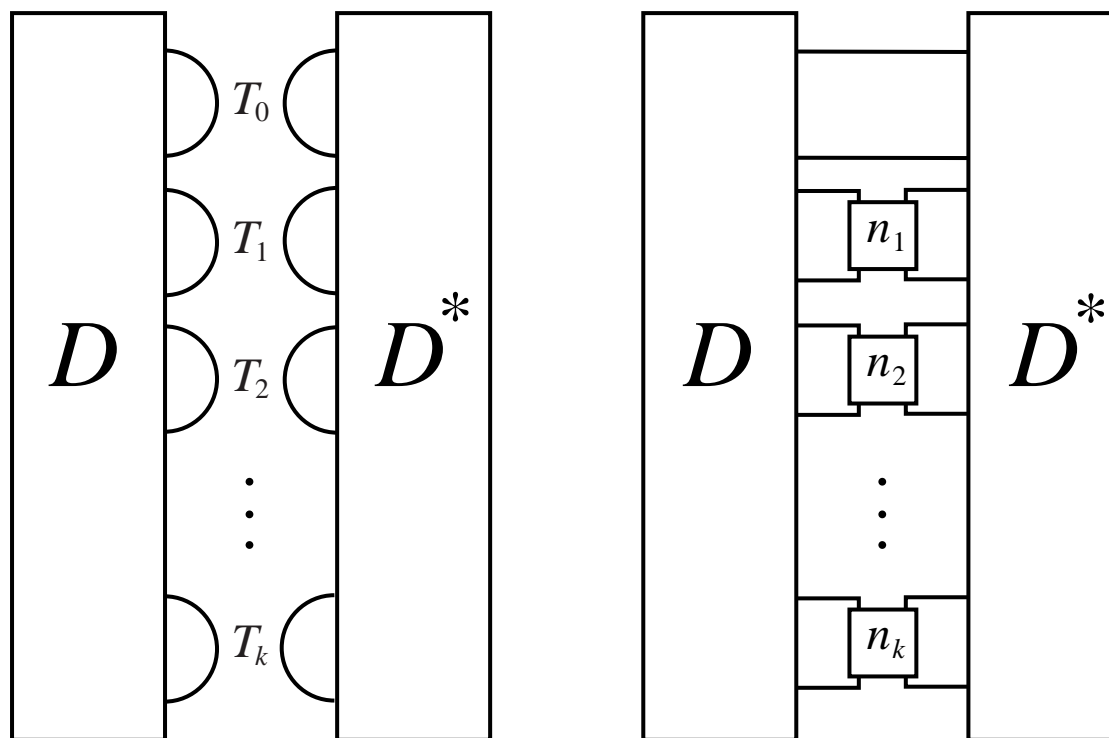 T₀
T₁
n₁
D D* D D*
T₂
n₂
⋮ ⋮
Tₖ
nₖ